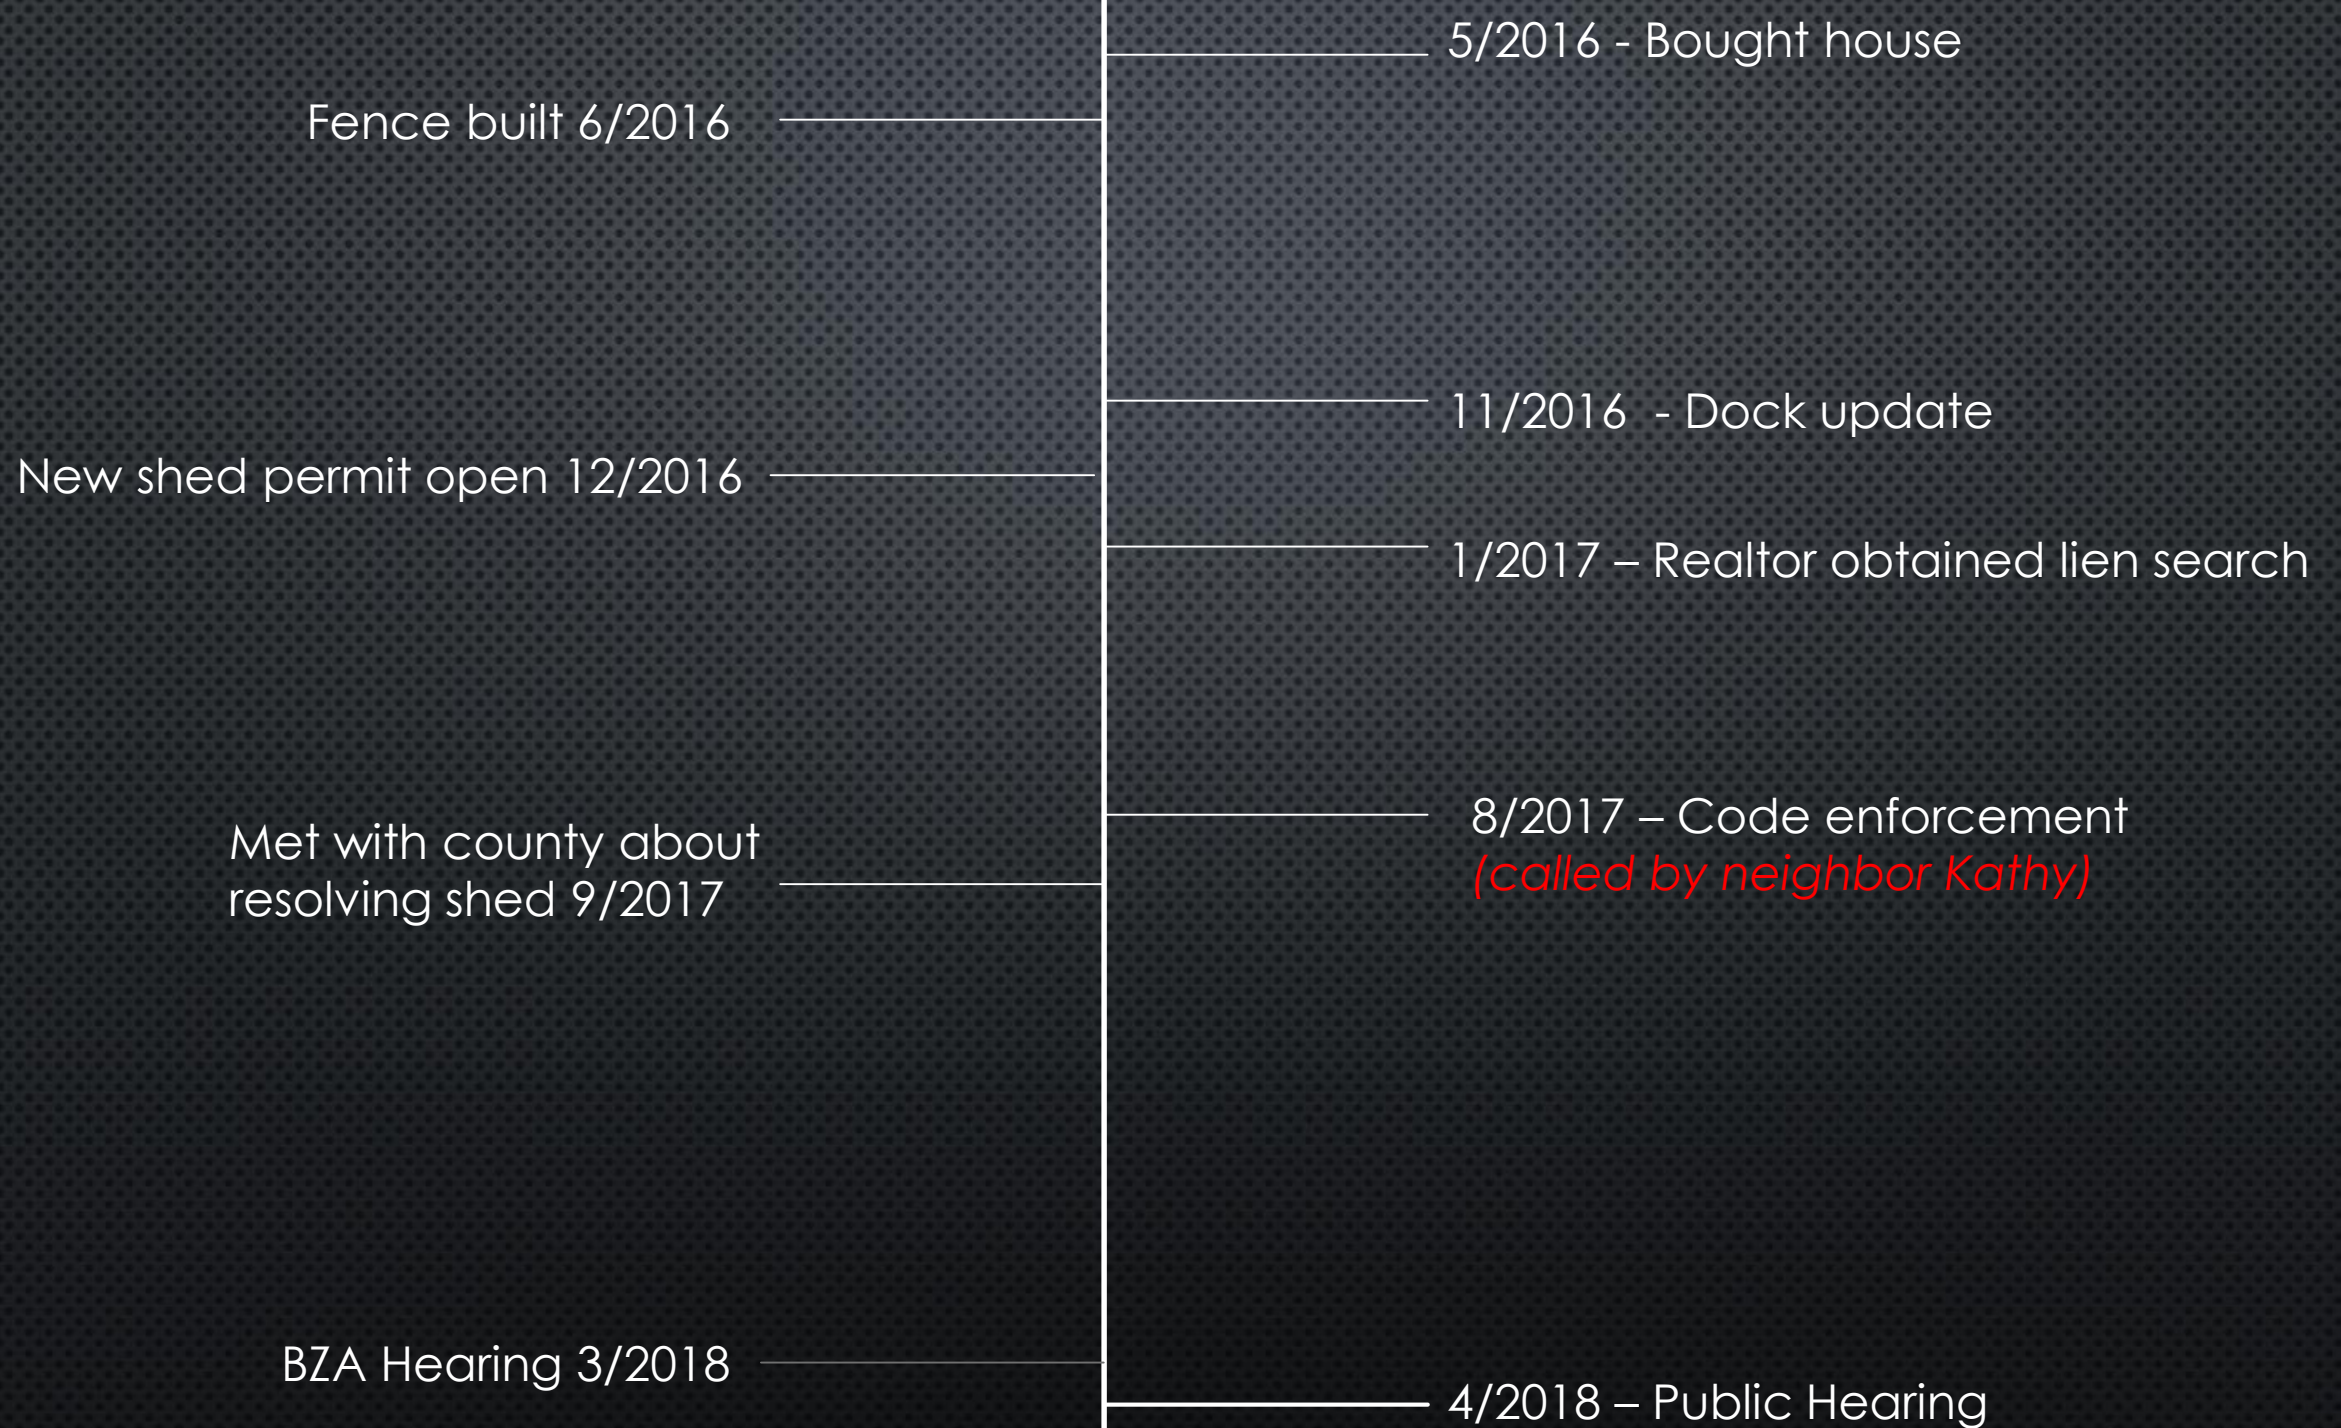 5/2016 - Bought house
Fence built 6/2016
11/2016  - Dock update
New shed permit open 12/2016
1/2017 – Realtor obtained lien search
8/2017 – Code enforcement
(called by neighbor Kathy)
Met with county about
resolving shed 9/2017
BZA Hearing 3/2018
4/2018 – Public Hearing